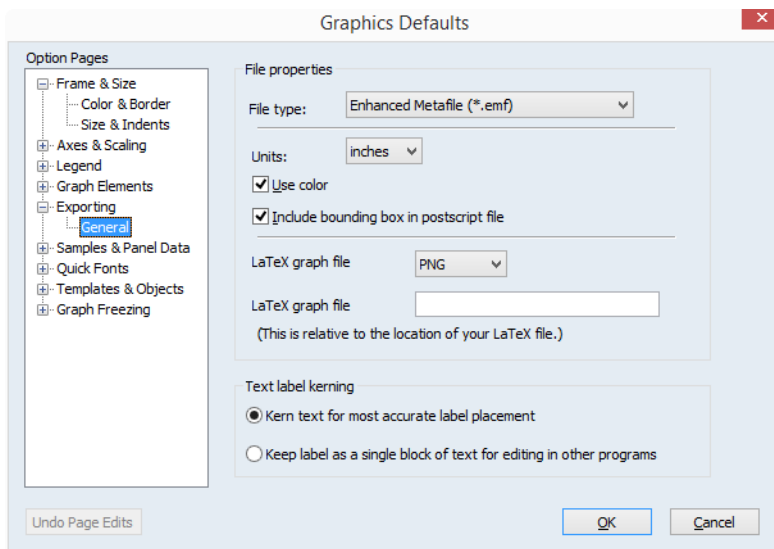 Graphics Defaults
Option Pages
Frame & Size
Color & Border
Size & Indents
Axes & Scaling
Legend
Graph Elements
Exporting
General
Samples & Panel Data
Quick Fonts
Templates & Objects
Graph Freezing
File properties
File type: Enhanced Metafile (*.emf)
Units: inches
Use color
Include bounding box in postscript file
LaTeX graph file PNG
LaTeX graph file
(This is relative to the location of your LaTeX file.)
Text label kerning
Kern text for most accurate label placement
Keep label as a single block of text for editing in other programs
Undo Page Edits OK Cancel